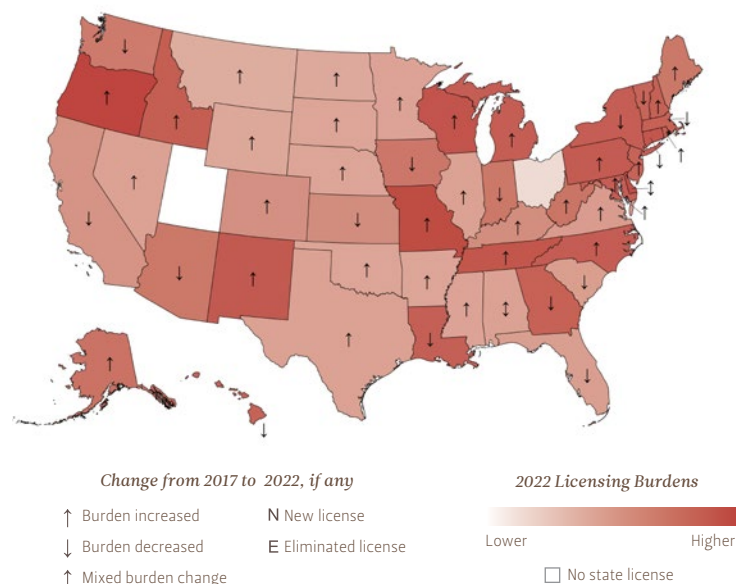 Change from 2017 to 2022, if any
↑ Burden increased
↓ Burden decreased
↑ Mixed burden change
N New license
E Eliminated license
2022 Licensing Burdens
Lower Higher
No state license